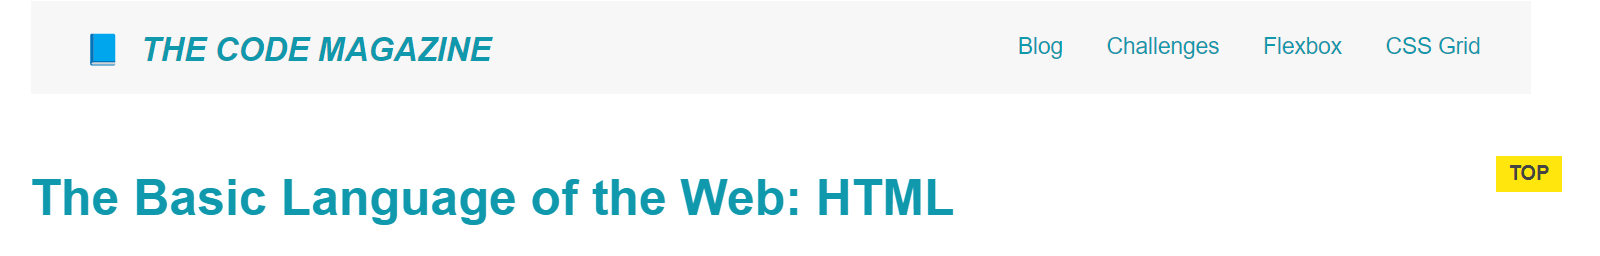 THE CODE MAGAZINE Blog Challenges Flexbox CSS Grid
TOP
The Basic Language of the Web: HTML